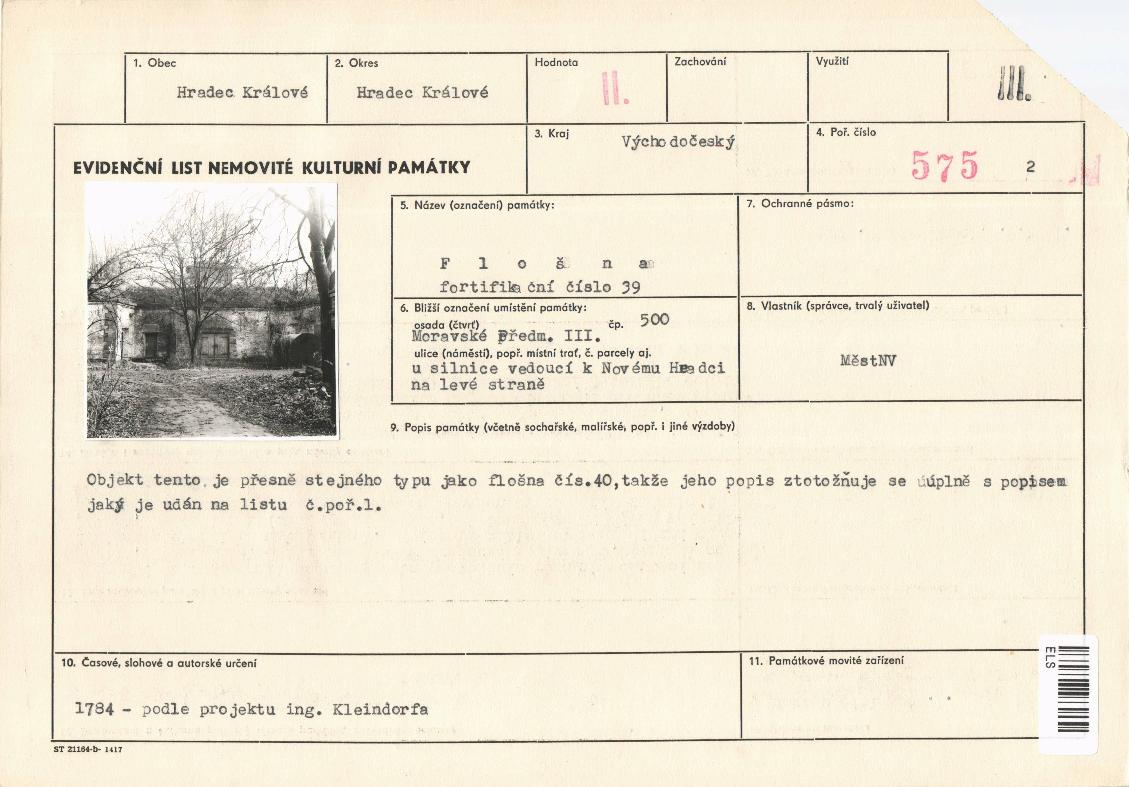 1. Obec
Hradec Králové
2. Okres
Hradec Králové
Hodnota
II.
Zachování
Využití
III.
EVIDENČNÍ LIST NEMOVITÉ KULTURNÍ PAMÁTKY
3. Kraj
Východočeský
4. Poř. číslo
575 2
5. Název (označení) památky:
F l o š n a
fortifikační číslo 39
7. Ochranné pásmo:
6. Bližší označení umístění památky:
osada (čtvrť) čp. 500
Moravské Předm. III.
ulice (náměstí), popř. místní trať, č. parcely aj.
u silnice vedoucí k Novému Hradci
na levé straně
8. Vlastník (správce, trvalý uživatel)
MěstNV
9. Popis památky (včetně sochařské, malířské, popř. i jiné výzdoby)
Objekt tento je přesně stejného typu jako flošna čís.40,takže jeho popis ztotožňuje se úplně s popisem
jaký je udán na listu č.poř.1.
10. Časové, slohové a autorské určení
1784 - podle projektu ing. Kleindorfa
11. Památkové movité zařízení
ELS
ST 21164-b- 1417